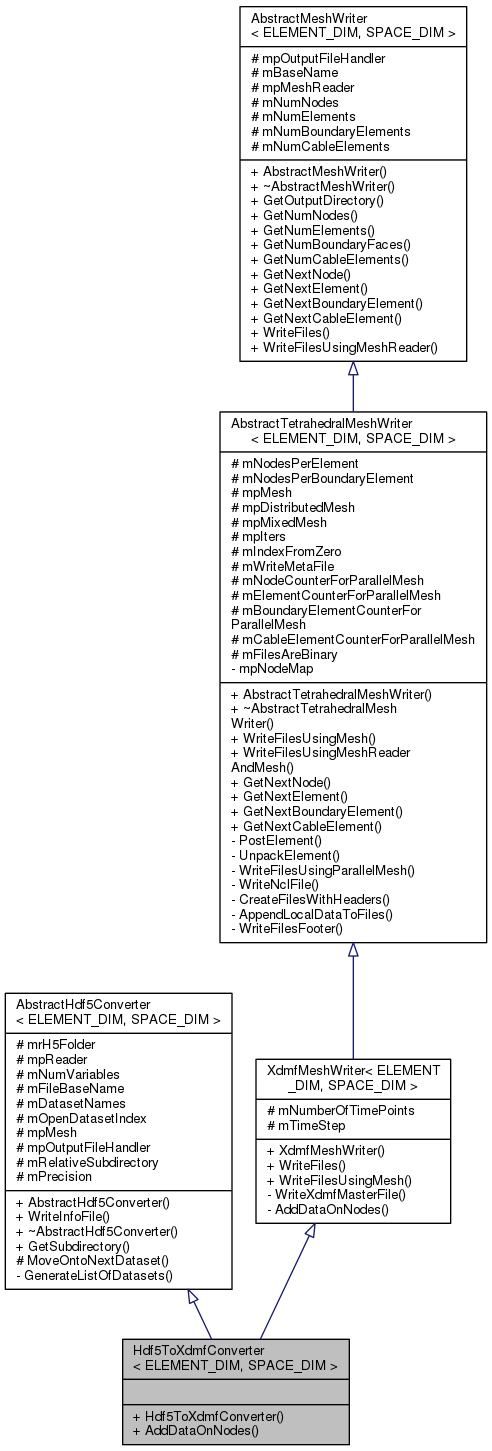 AbstractMeshWriter
< ELEMENT_DIM, SPACE_DIM >
# mpOutputFileHandler
# mBaseName
# mpMeshReader
# mNumNodes
# mNumElements
# mNumBoundaryElements
# mNumCableElements
+ AbstractMeshWriter()
+ ~AbstractMeshWriter()
+ GetOutputDirectory()
+ GetNumNodes()
+ GetNumElements()
+ GetNumBoundaryFaces()
+ GetNumCableElements()
+ GetNextNode()
+ GetNextElement()
+ GetNextBoundaryElement()
+ GetNextCableElement()
+ WriteFiles()
+ WriteFilesUsingMeshReader()
AbstractTetrahedralMeshWriter
< ELEMENT_DIM, SPACE_DIM >
# mNodesPerElement
# mNodesPerBoundaryElement
# mpMesh
# mpDistributedMesh
# mpMixedMesh
# mpIters
# mIndexFromZero
# mWriteMetaFile
# mNodeCounterForParallelMesh
# mElementCounterForParallelMesh
# mBoundaryElementCounterFor
ParallelMesh
# mCableElementCounterForParallelMesh
# mFilesAreBinary
- mpNodeMap
+ AbstractTetrahedralMeshWriter()
+ ~AbstractTetrahedralMesh
Writer()
+ WriteFilesUsingMesh()
+ WriteFilesUsingMeshReader
AndMesh()
+ GetNextNode()
+ GetNextElement()
+ GetNextBoundaryElement()
+ GetNextCableElement()
- PostElement()
- UnpackElement()
- WriteFilesUsingParallelMesh()
- WriteNclFile()
- CreateFilesWithHeaders()
- AppendLocalDataToFiles()
- WriteFilesFooter()
AbstractHdf5Converter
< ELEMENT_DIM, SPACE_DIM >
# mrH5Folder
# mpReader
# mNumVariables
# mFileBaseName
# mDatasetNames
# mOpenDatasetIndex
# mpMesh
# mpOutputFileHandler
# mRelativeSubdirectory
# mPrecision
+ AbstractHdf5Converter()
+ WriteInfoFile()
+ ~AbstractHdf5Converter()
+ GetSubdirectory()
# MoveOntoNextDataset()
- GenerateListOfDatasets()
XdmfMeshWriter< ELEMENT
_DIM, SPACE_DIM >
# mNumberOfTimePoints
# mTimeStep
+ XdmfMeshWriter()
+ WriteFiles()
+ WriteFilesUsingMesh()
- WriteXdmfMasterFile()
- AddDataOnNodes()
Hdf5ToXdmfConverter
< ELEMENT_DIM, SPACE_DIM >
+ Hdf5ToXdmfConverter()
+ AddDataOnNodes()